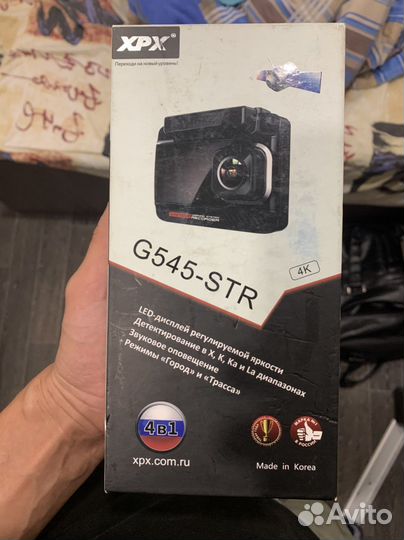 XPX®
Переходи на новый уровень!
RECORDER
G545-STR
4K
LED-дисплей регулируемой яркости
Детектирование в X, K, Ka и La диапазонах
Звуковое оповещение
Режимы «Город» и «Трасса»
4в1
xpx.com.ru
Made in Korea
Avito